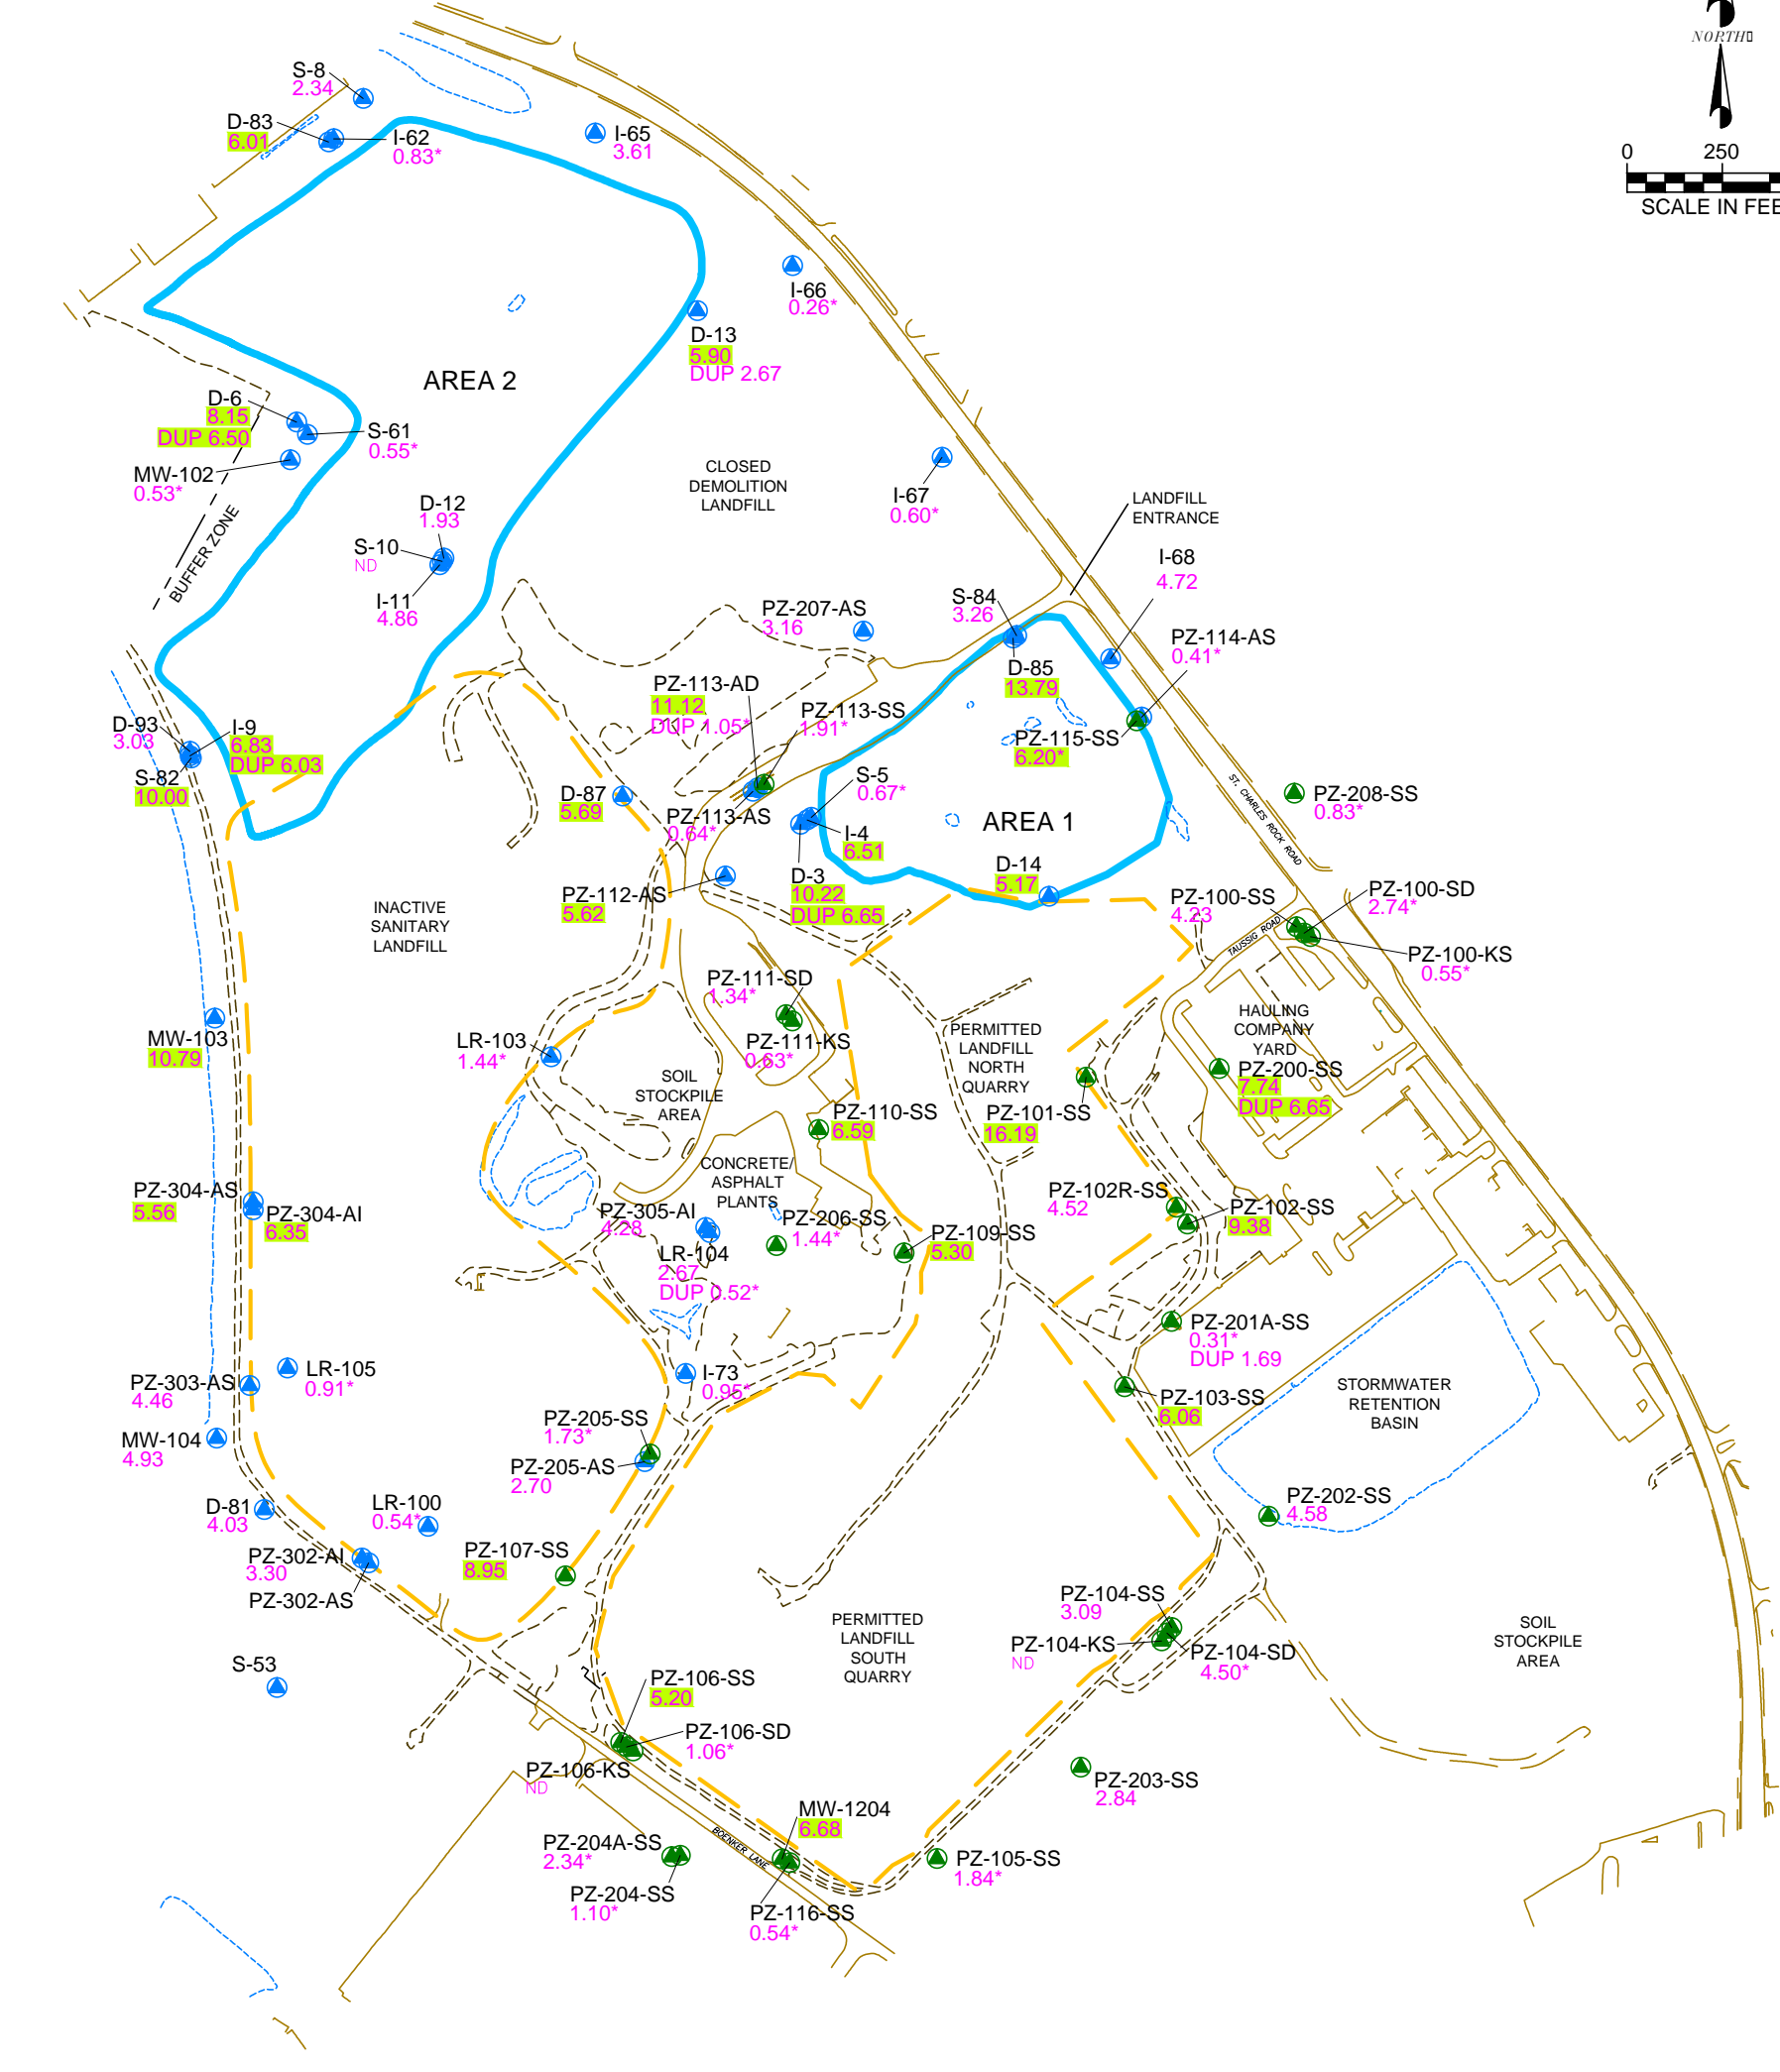 NORTH
0 250
SCALE IN FEE
S-8
2.34
D-83
6.01
I-62
0.83*
I-65
3.61
I-66
0.26*
D-13
5.90
DUP 2.67
AREA 2
D-6
8.15
DUP 6.50
S-61
0.55*
MW-102
0.53*
BUFFER ZONE
CLOSED
DEMOLITION
LANDFILL
I-67
0.60*
LANDFILL
ENTRANCE
D-12
1.93
S-10
ND
I-11
4.86
I-68
4.72
S-84
3.26
PZ-207-AS
3.16
PZ-114-AS
0.41*
D-85
13.79
PZ-113-AD
11.12
DUP 1.05*
PZ-113-SS
1.91*
PZ-115-SS
6.20*
D-93
3.03
I-9
6.83
DUP 6.03
S-82
10.00
D-87
5.69
S-5
0.67*
PZ-113-AS
0.64*
I-4
6.51
AREA 1
ST. CHARLES ROCK ROAD
PZ-208-SS
0.83*
D-3
10.22
DUP 6.65
D-14
5.17
PZ-112-AS
5.62
INACTIVE
SANITARY
LANDFILL
PZ-100-SS
4.23
PZ-100-SD
2.74*
TAUSSIG ROAD
PZ-100-KS
0.55*
PZ-111-SD
1.34*
PZ-111-KS
0.63*
MW-103
10.79
LR-103
1.44*
SOIL
STOCKPILE
AREA
PERMITTED
LANDFILL
NORTH
QUARRY
HAULING
COMPANY
YARD
PZ-200-SS
7.74
DUP 6.65
PZ-110-SS
6.59
PZ-101-SS
16.19
CONCRETE/
ASPHALT
PLANTS
PZ-304-AS
5.56
PZ-304-AI
6.35
PZ-305-AI
4.28
PZ-206-SS
1.44*
LR-104
2.67
DUP 0.52*
PZ-109-SS
5.30
PZ-102R-SS
4.52
PZ-102-SS
9.38
PZ-201A-SS
0.31*
DUP 1.69
LR-105
0.91*
PZ-303-AS
4.46
I-73
0.95*
PZ-103-SS
6.06
STORMWATER
RETENTION
BASIN
MW-104
4.93
PZ-205-SS
1.73*
PZ-205-AS
2.70
D-81
4.03
LR-100
0.54*
PZ-202-SS
4.58
PZ-302-AI
3.30
PZ-302-AS
PZ-107-SS
8.95
PZ-104-SS
3.09
PZ-104-KS
ND
PZ-104-SD
4.50*
PERMITTED
LANDFILL
SOUTH
QUARRY
SOIL
STOCKPILE
AREA
S-53
PZ-106-SS
5.20
PZ-106-SD
1.06*
PZ-106-KS
ND
PZ-203-SS
2.84
MW-1204
6.68
BOENKER LANE
PZ-204A-SS
2.34*
PZ-204-SS
1.10*
PZ-105-SS
1.84*
PZ-116-SS
0.54*